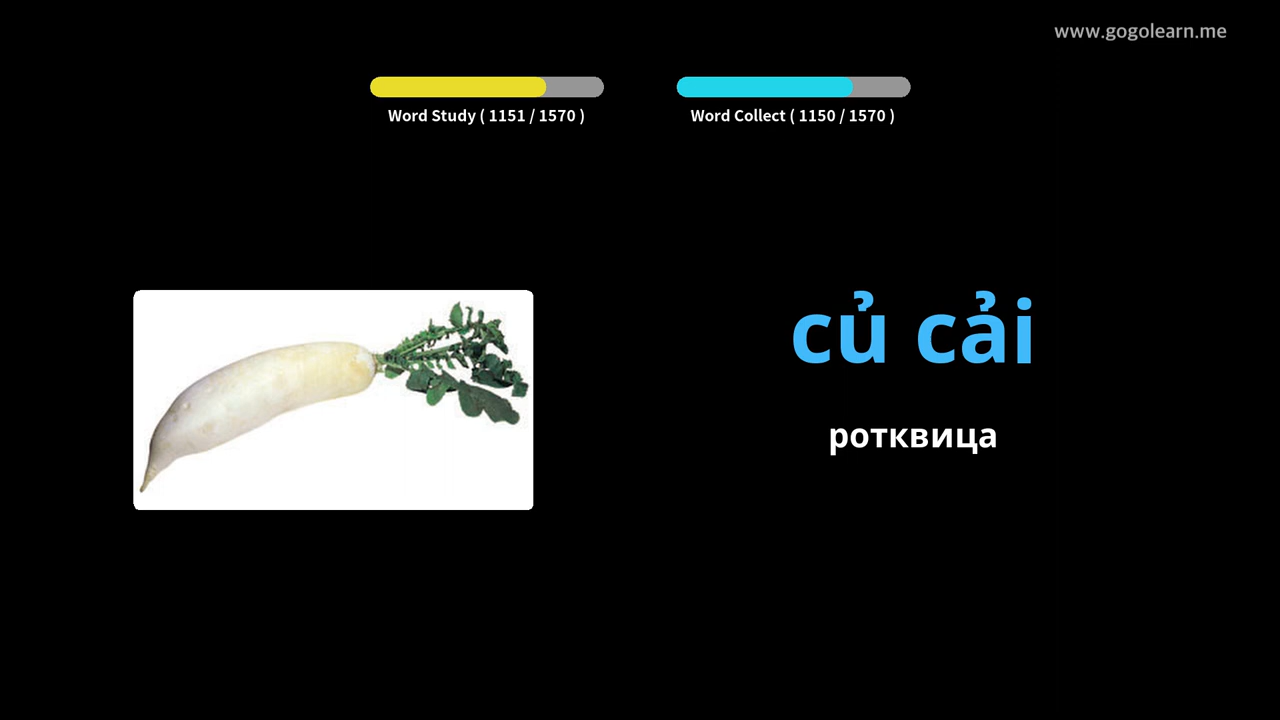 www.gogolearn.me
Word Study ( 1151 / 1570 )
Word Collect ( 1150 / 1570 )
củ cải
ротквица